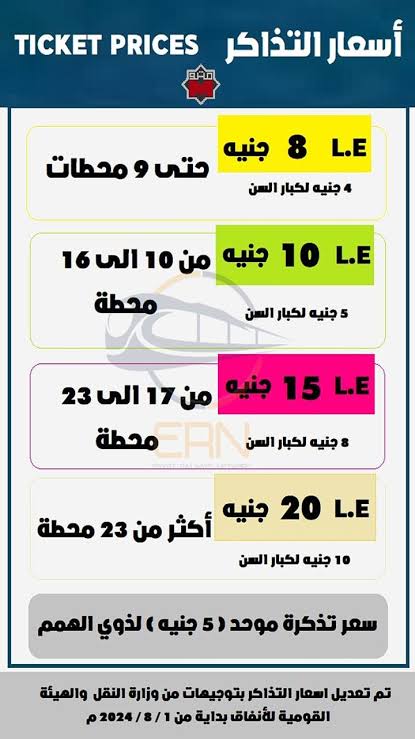 أسعار التذاكر TICKET PRICES
L.E 8 جنيه
حتى 9 محطات
4 جنيه لكبار السن
L.E 10 جنيه
من 10 الى 16
محطة
5 جنيه لكبار السن
L.E 15 جنيه
من 17 الى 23
محطة
8 جنيه لكبار السن
ERN
L.E 20 جنيه
أكثر من 23 محطة
10 جنيه لكبار السن
سعر تذكرة موحد ( 5 جنيه ) لذوي الهمم
تم تعديل اسعار التذاكر بتوجيهات من وزارة النقل والهيئة
القومية للأنفاق بداية من 1 / 8 / 2024 م